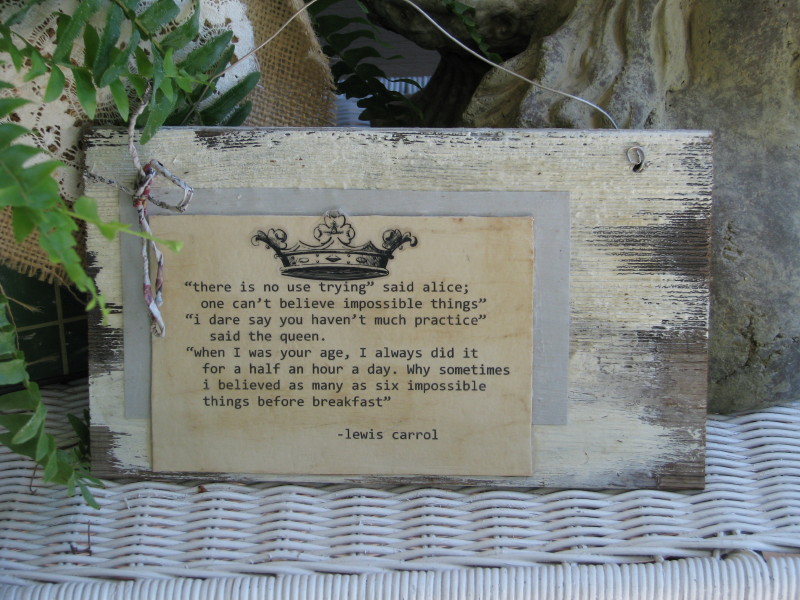 “there is no use trying” said alice;
one can’t believe impossible things”
“i dare say you haven’t much practice”
said the queen.
“when I was your age, I always did it
for a half an hour a day. Why sometimes
i believed as many as six impossible
things before breakfast”
-lewis carrol